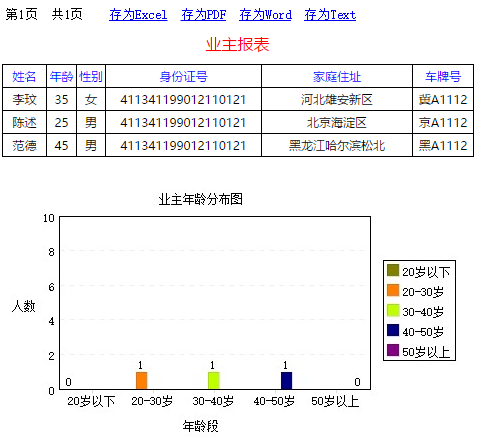 第1页 共1页 存为Excel 存为PDF 存为Word 存为Text
业主报表
姓名 年龄 性别 身份证号 家庭住址 车牌号
李玟 35 女 411341199012110121 河北雄安新区 冀A1112
陈述 25 男 411341199012110121 北京海淀区 京A1112
范德 45 男 411341199012110121 黑龙江哈尔滨松北 黑A1112
业主年龄分布图
10
8
6
4
2
0
人数
0 1 1 1 0
20岁以下 20-30岁 30-40岁 40-50岁 50岁以上
年龄段
20岁以下
20-30岁
30-40岁
40-50岁
50岁以上